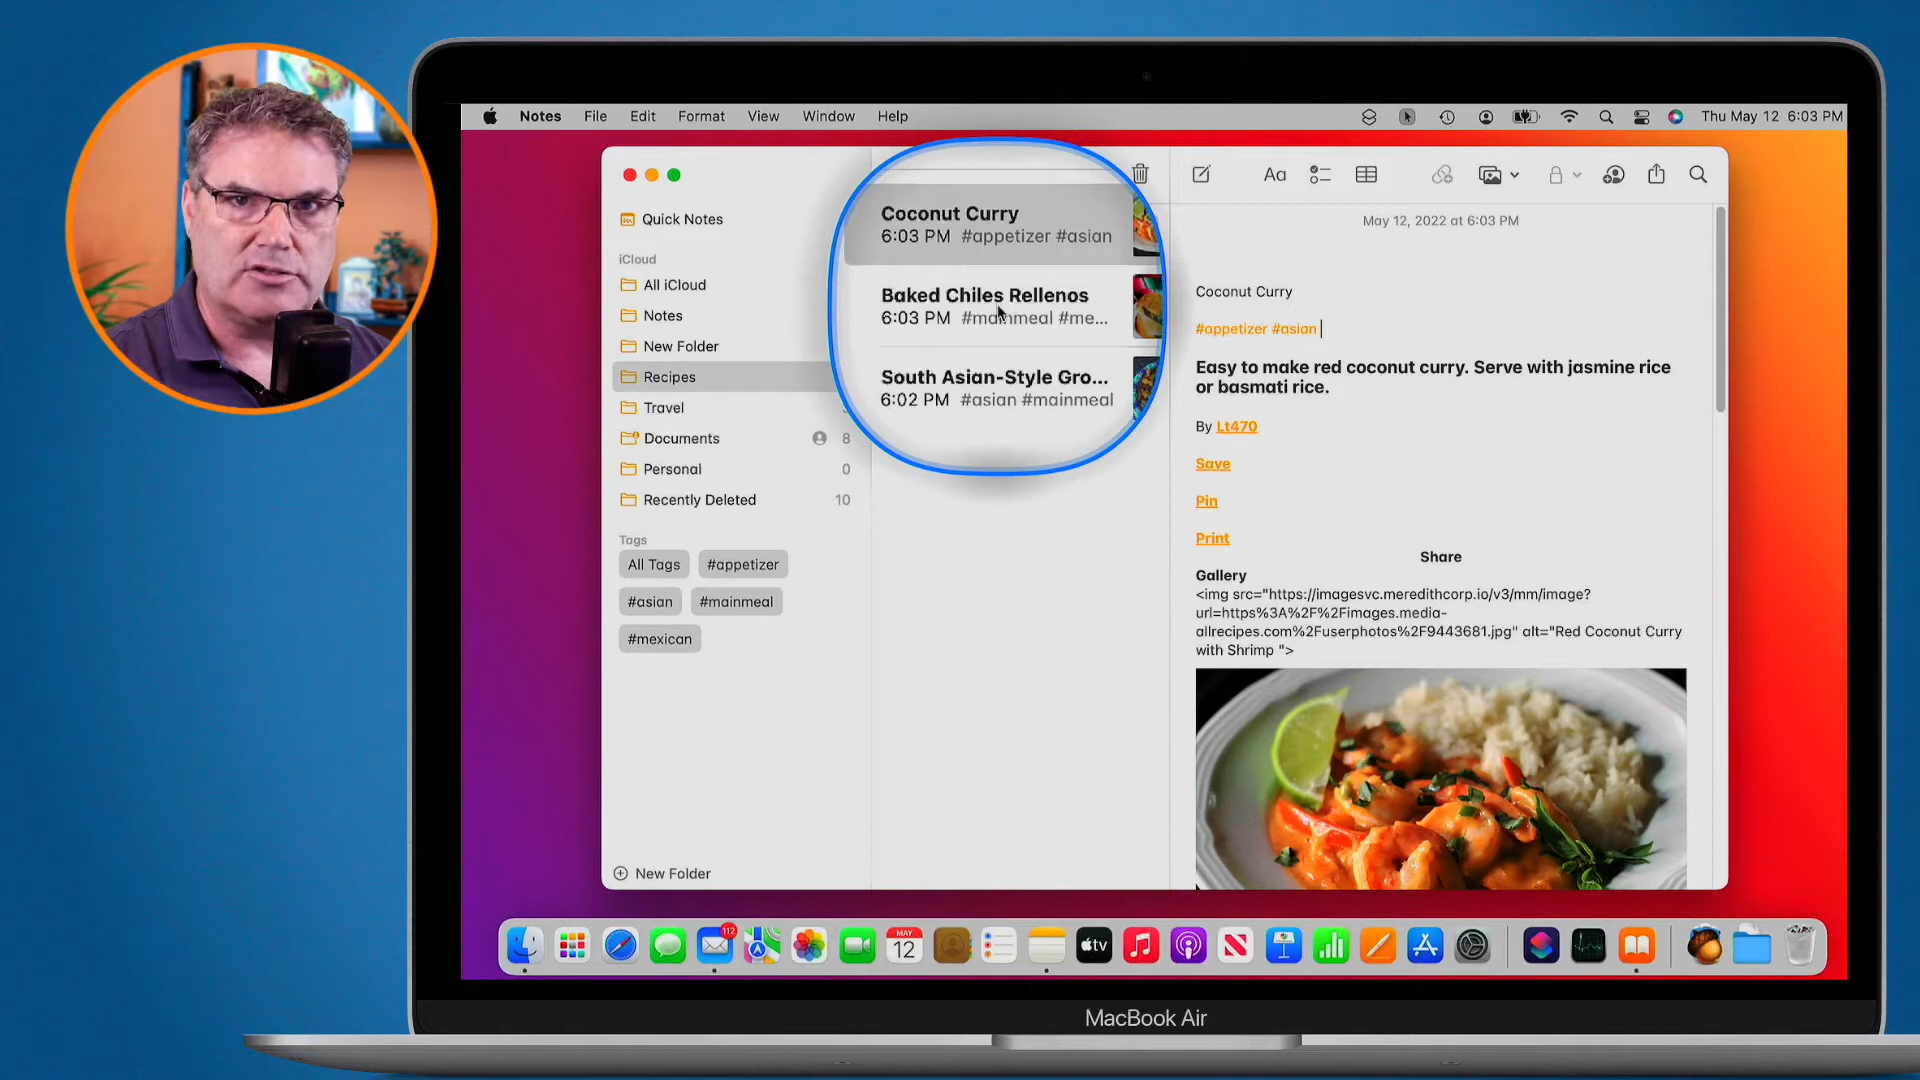 Notes File Edit Format View Window Help Thu May 12 6:03 PM
Quick Notes
iCloud
All iCloud
Notes
New Folder
Recipes
Travel
Documents 8
Personal 0
Recently Deleted 10
Tags
All Tags #appetizer
#asian #mainmeal
#mexican
New Folder
Coconut Curry
6:03 PM #appetizer #asian
Baked Chiles Rellenos
6:03 PM #mainmeal #me...
South Asian-Style Gro...
6:02 PM #asian #mainmeal
Aa
May 12, 2022 at 6:03 PM
Coconut Curry
#appetizer #asian
Easy to make red coconut curry. Serve with jasmine rice
or basmati rice.
By Lt470
Save
Pin
Print
Share
Gallery
<img src="https://imagesvc.meredithcorp.io/v3/mm/image?
url=https%3A%2F%2Fimages.media-
allrecipes.com%2Fuserphotos%2F9443681.jpg" alt="Red Coconut Curry
with Shrimp ">
112
MAY
12
tv
MacBook Air